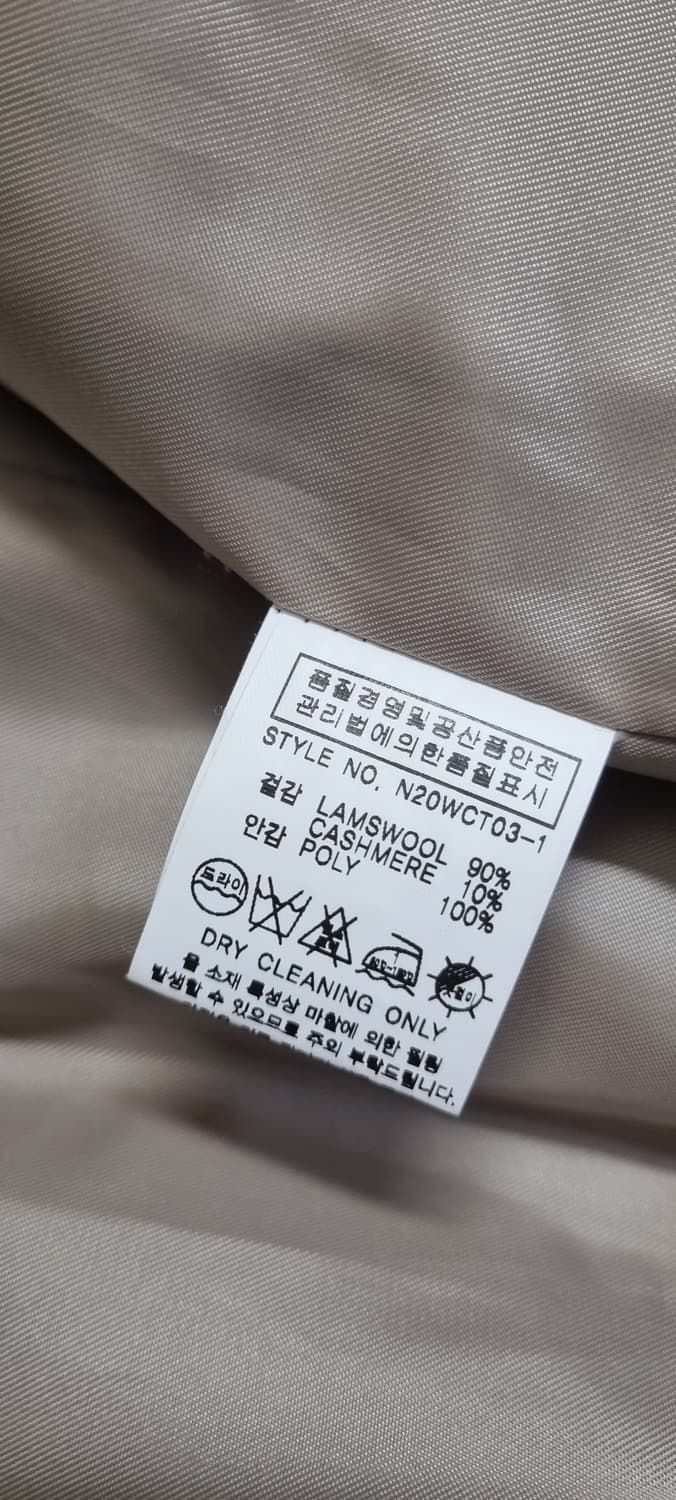 품질경영및공산품안전
관리법에의한품질표시
STYLE NO. N20WCT03-1
겉감 LAMSWOOL 90%
CASHMERE 10%
안감 POLY 100%
드라이
DRY CLEANING ONLY
울 소재 특성상 마찰에 의한 필링
발생할 수 있으므로 주의 부탁드립니다.